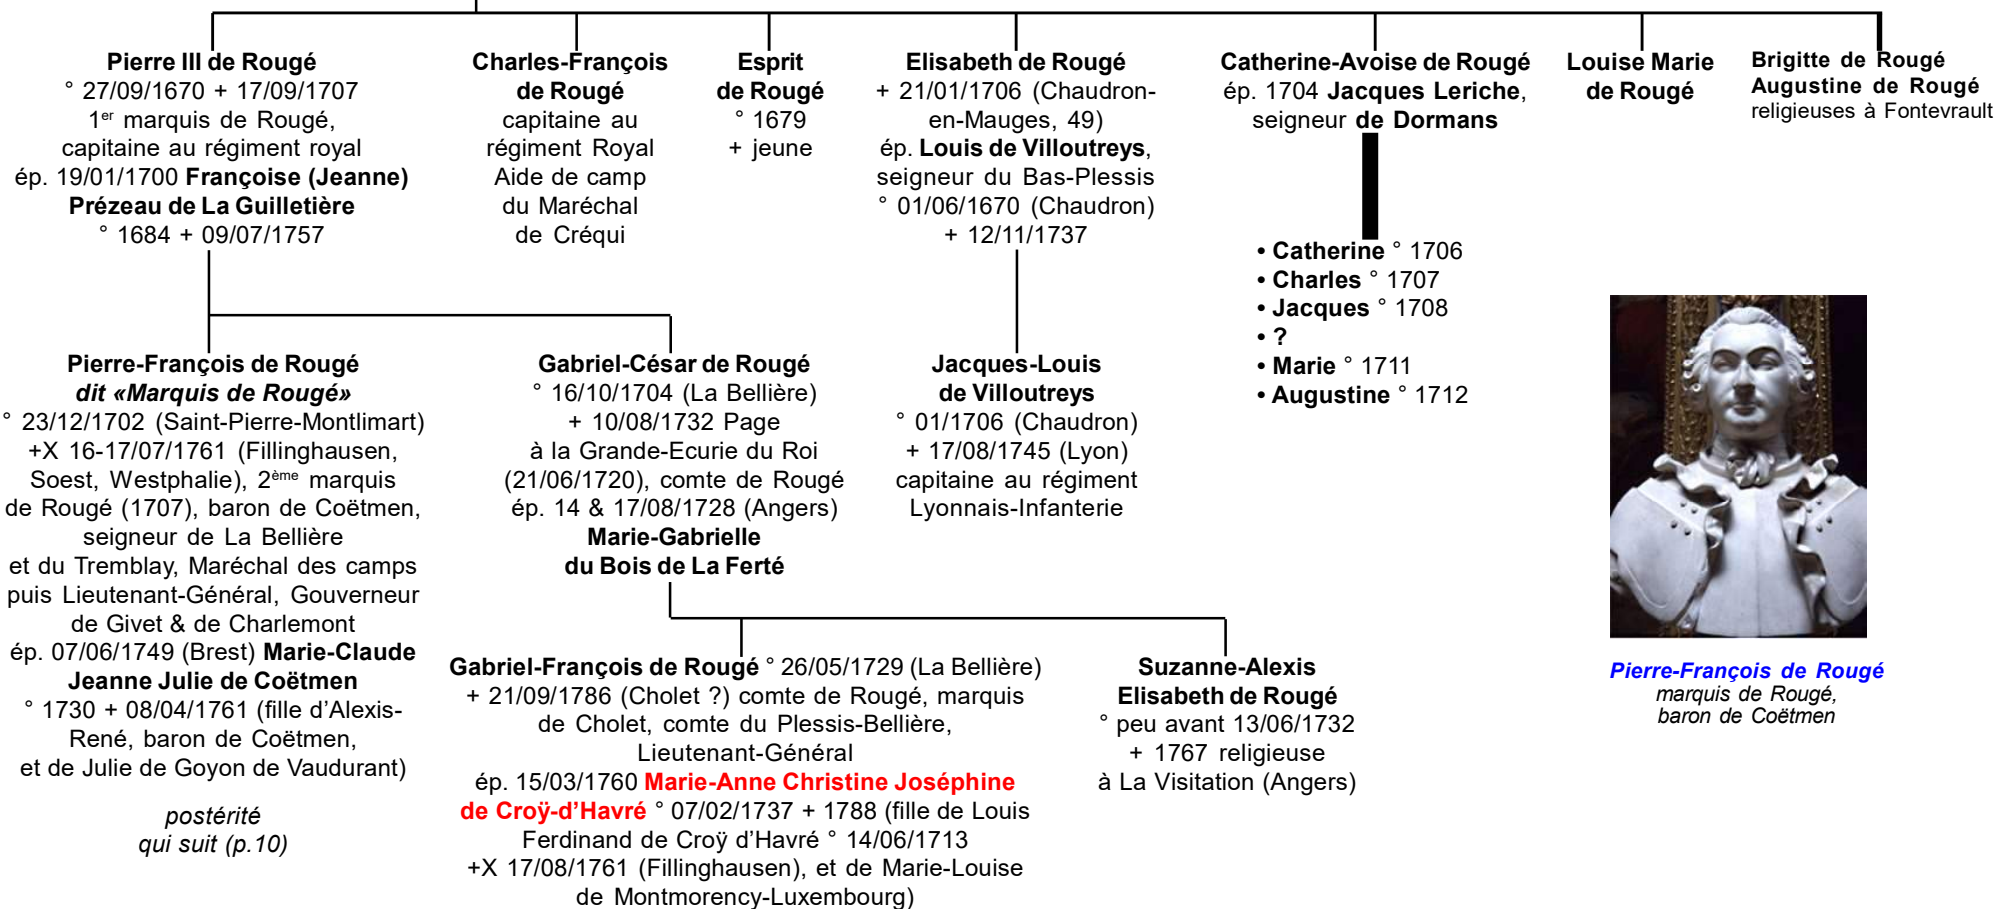 Pierre III de Rougé
° 27/09/1670 + 17/09/1707
1er marquis de Rougé,
capitaine au régiment royal
ép. 19/01/1700 Françoise (Jeanne)
Prézeau de La Guilletière
° 1684 + 09/07/1757
Charles-François
de Rougé
capitaine au
régiment Royal
Aide de camp
du Maréchal
de Créqui
Esprit
de Rougé
° 1679
+ jeune
Elisabeth de Rougé
+ 21/01/1706 (Chaudron-
en-Mauges, 49)
ép. Louis de Villoutreys,
seigneur du Bas-Plessis
° 01/06/1670 (Chaudron)
+ 12/11/1737
Catherine-Avoise de Rougé
ép. 1704 Jacques Leriche,
seigneur de Dormans
• Catherine ° 1706
• Charles ° 1707
• Jacques ° 1708
• ?
• Marie ° 1711
• Augustine ° 1712
Louise Marie
de Rougé
Brigitte de Rougé
Augustine de Rougé
religieuses à Fontevrault
Pierre-François de Rougé
dit «Marquis de Rougé»
° 23/12/1702 (Saint-Pierre-Montlimart)
+X 16-17/07/1761 (Fillinghausen,
Soest, Westphalie), 2ème marquis
de Rougé (1707), baron de Coëtmen,
seigneur de La Bellière
et du Tremblay, Maréchal des camps
puis Lieutenant-Général, Gouverneur
de Givet & de Charlemont
ép. 07/06/1749 (Brest) Marie-Claude
Jeanne Julie de Coëtmen
° 1730 + 08/04/1761 (fille d'Alexis-
René, baron de Coëtmen,
et de Julie de Goyon de Vaudurant)
postérité
qui suit (p.10)
Gabriel-César de Rougé
° 16/10/1704 (La Bellière)
+ 10/08/1732 Page
à la Grande-Ecurie du Roi
(21/06/1720), comte de Rougé
ép. 14 & 17/08/1728 (Angers)
Marie-Gabrielle
du Bois de La Ferté
Jacques-Louis
de Villoutreys
° 01/1706 (Chaudron)
+ 17/08/1745 (Lyon)
capitaine au régiment
Lyonnais-Infanterie
Gabriel-François de Rougé ° 26/05/1729 (La Bellière)
+ 21/09/1786 (Cholet ?) comte de Rougé, marquis
de Cholet, comte du Plessis-Bellière,
Lieutenant-Général
ép. 15/03/1760 Marie-Anne Christine Joséphine
de Croÿ-d'Havré ° 07/02/1737 + 1788 (fille de Louis
Ferdinand de Croÿ d'Havré ° 14/06/1713
+X 17/08/1761 (Fillinghausen), et de Marie-Louise
de Montmorency-Luxembourg)
Suzanne-Alexis
Elisabeth de Rougé
° peu avant 13/06/1732
+ 1767 religieuse
à La Visitation (Angers)
Pierre-François de Rougé
marquis de Rougé,
baron de Coëtmen